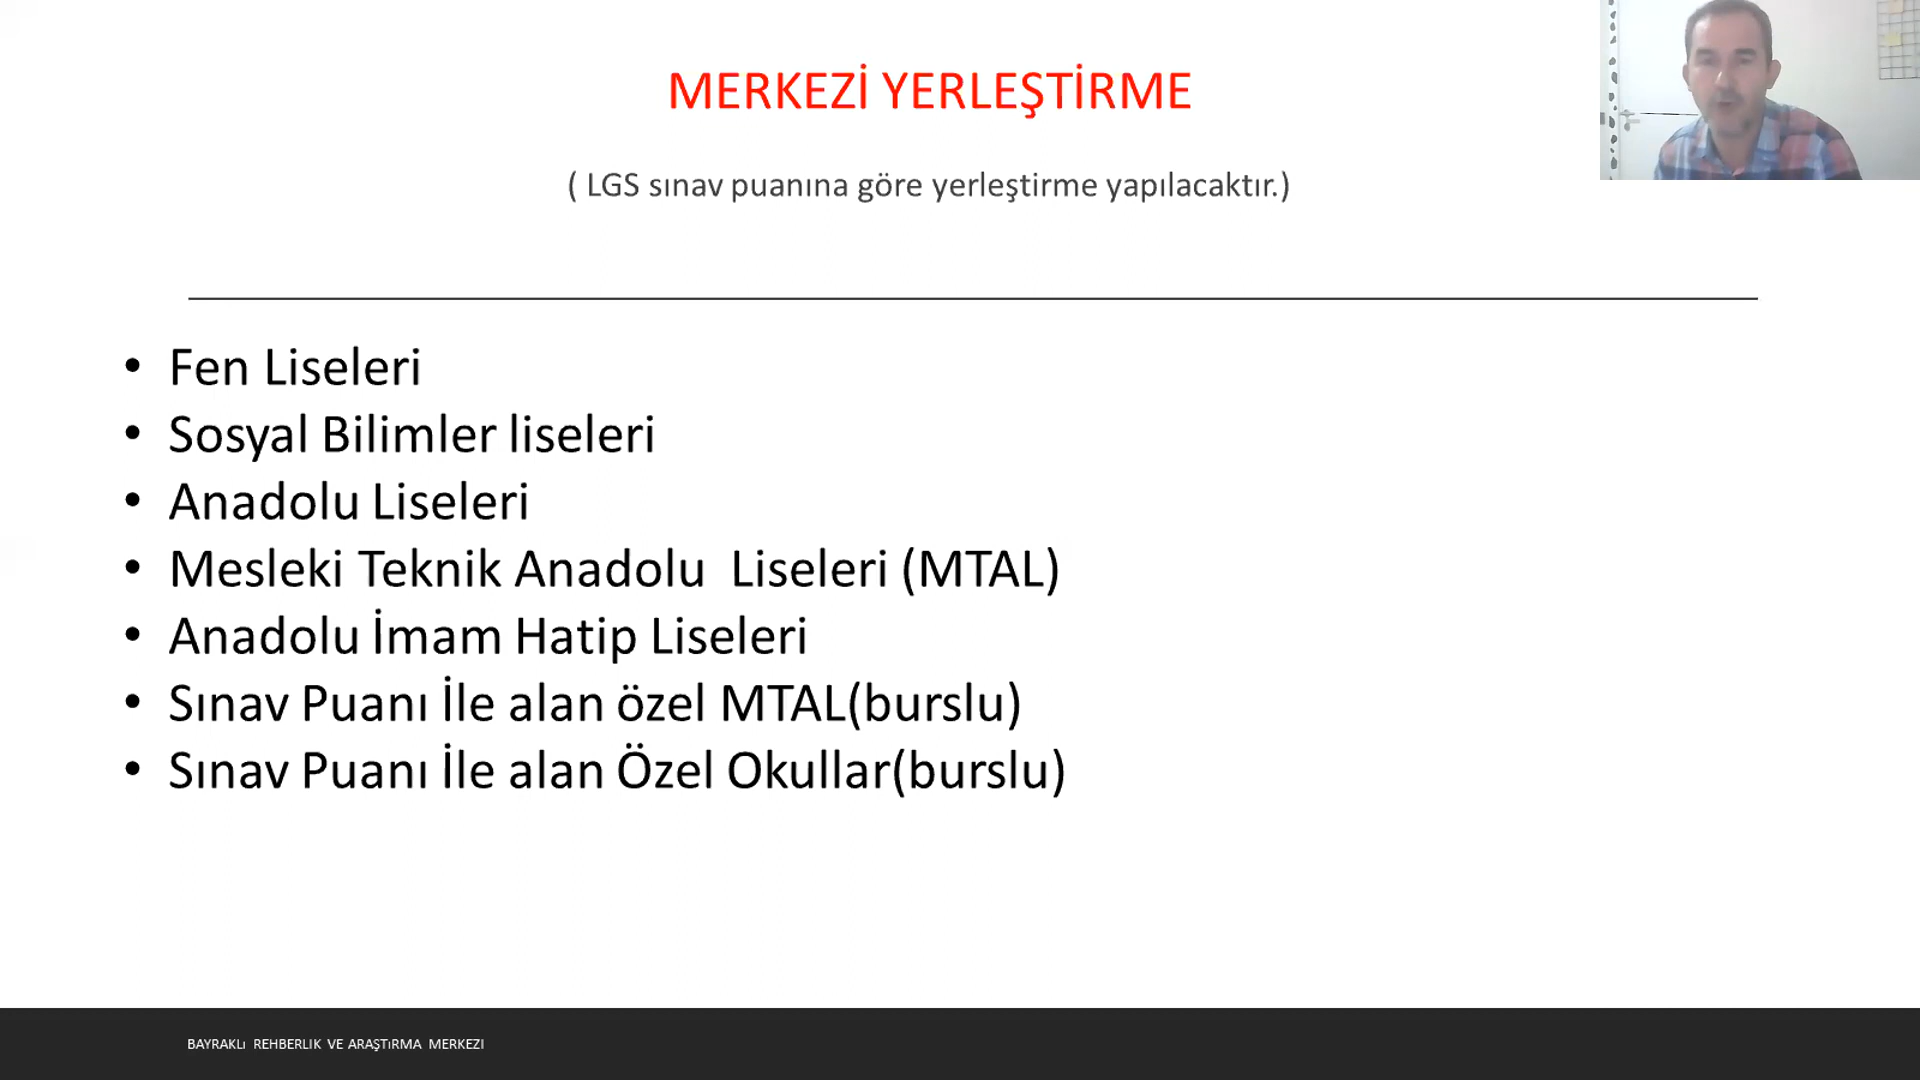 MERKEZİ YERLEŞTİRME
( LGS sınav puanına göre yerleştirme yapılacaktır.)
• Fen Liseleri
• Sosyal Bilimler liseleri
• Anadolu Liseleri
• Mesleki Teknik Anadolu  Liseleri (MTAL)
• Anadolu İmam Hatip Liseleri
• Sınav Puanı İle alan özel MTAL(burslu)
• Sınav Puanı İle alan Özel Okullar(burslu)
BAYRAKLı REHBERLIK VE ARAŞTıRMA MERKEZI